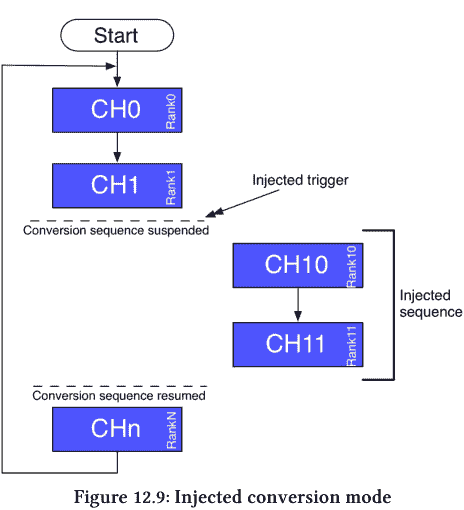 Start
CH0
Rank0
CH1
Rank1
Injected trigger
Conversion sequence suspended
CH10
Rank10
Injected
sequence
CH11
Rank11
Conversion sequence resumed
CHn
RankN
Figure 12.9: Injected conversion mode